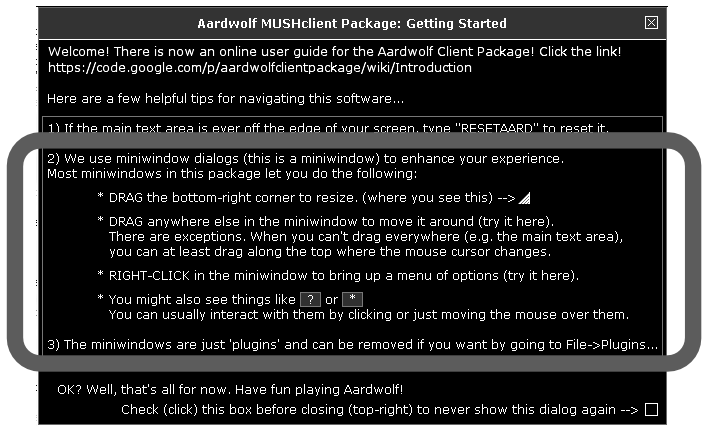 Aardwolf MUSHclient Package: Getting Started
Welcome! There is now an online user guide for the Aardwolf Client Package! Click the link!
https://code.google.com/p/aardwolfclientpackage/wiki/Introduction
Here are a few helpful tips for navigating this software...
1) If the main text area is ever off the edge of your screen, type "RESETAARD" to reset it.
2) We use miniwindow dialogs (this is a miniwindow) to enhance your experience.
Most miniwindows in this package let you do the following:
* DRAG the bottom-right corner to resize. (where you see this) -->
* DRAG anywhere else in the miniwindow to move it around (try it here).
There are exceptions. When you can't drag everywhere (e.g. the main text area),
you can at least drag along the top where the mouse cursor changes.
* RIGHT-CLICK in the miniwindow to bring up a menu of options (try it here).
* You might also see things like ? or *
You can usually interact with them by clicking or just moving the mouse over them.
3) The miniwindows are just 'plugins' and can be removed if you want by going to File->Plugins...
OK? Well, that's all for now. Have fun playing Aardwolf!
Check (click) this box before closing (top-right) to never show this dialog again -->